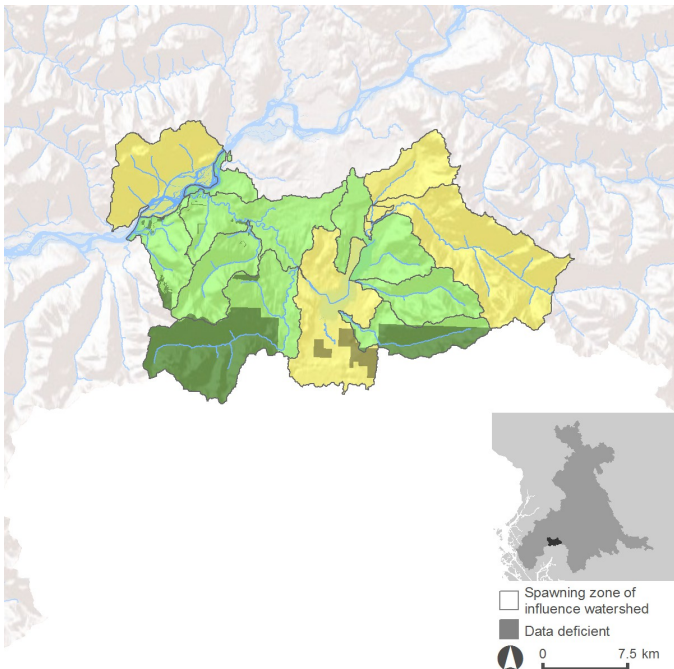 Spawning zone of
influence watershed
Data deficient
0 7.5 km